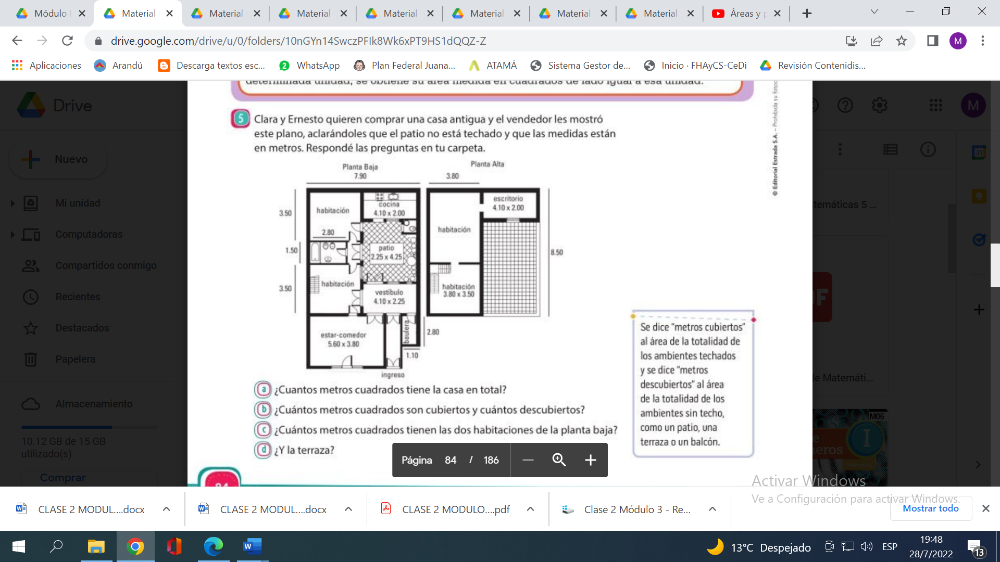 Módulo
Material
Material
Material
Material
Material
Material
Material
Áreas y p
drive.google.com/drive/u/0/folders/10nGYn14SwczPFIk8Wk6xPT9HS1dQQZ-Z
M
Aplicaciones
Arandú
Descarga textos esc...
WhatsApp
Plan Federal Juana...
ATAMÁ
Sistema Gestor de...
Inicio · FHAyCS-CeDi
Revisión Contenidis...
Drive
M
Nuevo
Mi unidad
Computadoras
Compartidos conmigo
Recientes
Destacados
Papelera
Almacenamiento
10.12 GB de 15 GB
utilizado(s)
Comprar
determinada unidad, se obtiene su área medida en cuadrados de lado igual a esa unidad.
© Editorial Estrada S.A. – Prohibida su fotoc
5 Clara y Ernesto quieren comprar una casa antigua y el vendedor les mostró
este plano, aclarándoles que el patio no está techado y que las medidas están
en metros. Respondé las preguntas en tu carpeta.
Planta Baja
7.90
Planta Alta
3.80
3.50
1.50
3.50
habitación
2.80
cocina
4.10 x 2.00
patio
2.25 x 4.25
habitación
vestíbulo
4.10 x 2.25
estar-comedor
5.60 x 3.80
baulera
2.80
1.10
ingreso
escritorio
4.10 x 2.00
habitación
habitación
3.80 x 3.50
8.50
a ¿Cuantos metros cuadrados tiene la casa en total?
b ¿Cuántos metros cuadrados son cubiertos y cuántos descubiertos?
c ¿Cuántos metros cuadrados tienen las dos habitaciones de la planta baja?
d ¿Y la terraza?
Se dice "metros cubiertos"
al área de la totalidad de
los ambientes techados
y se dice "metros
descubiertos" al área
de la totalidad de los
ambientes sin techo,
como un patio, una
terraza o un balcón.
Página 84 / 186
84
31
temáticas 5 ...
DF
de Matemáti...
M06
I
Activar Windows
Ve a Configuración para activar Windows.
CLASE 2 MODUL....docx
CLASE 2 MODUL....docx
CLASE 2 MODULO....pdf
Clase 2 Módulo 3 - Re...
Mostrar todo
13°C Despejado
ESP
19:48
28/7/2022
13